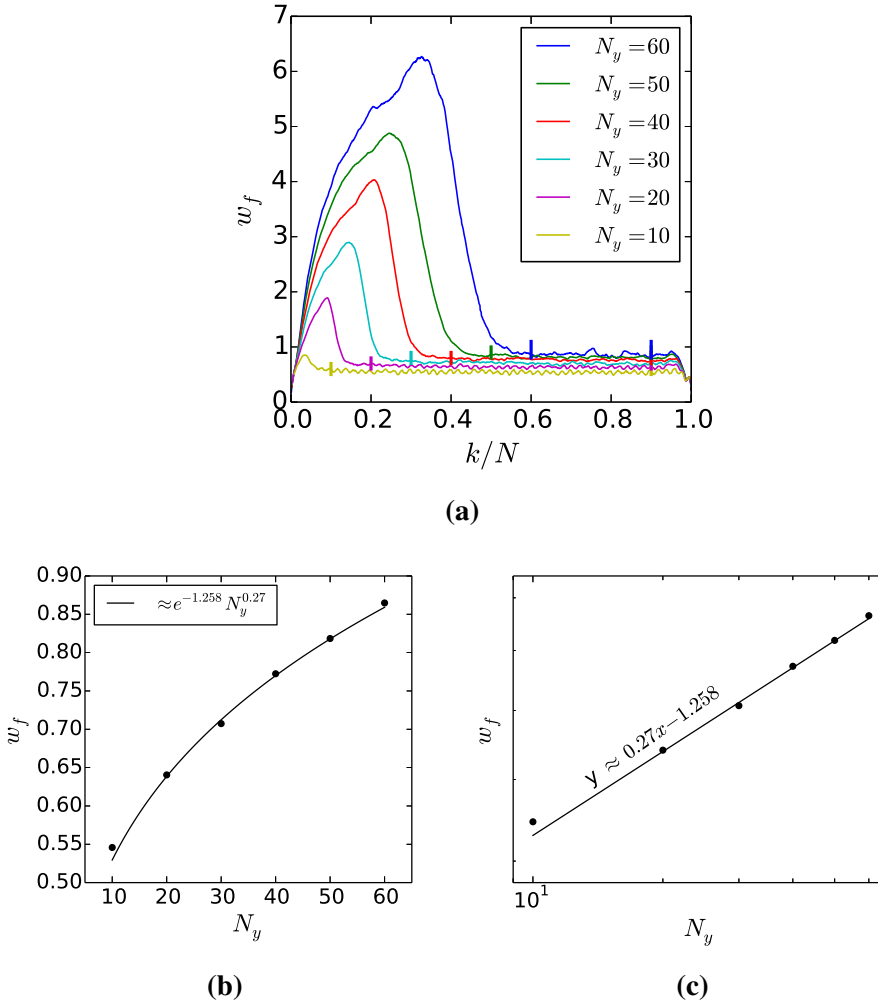 7
6
5
4
3
2
1
0
w_f
0.0 0.2 0.4 0.6 0.8 1.0
k/N
N_y = 60
N_y = 50
N_y = 40
N_y = 30
N_y = 20
N_y = 10
(a)
0.90
0.85
0.80
0.75
0.70
0.65
0.60
0.55
0.50
w_f
≈e^{-1.258} N_y^{0.27}
10 20 30 40 50 60
N_y
(b)
w_f
y ≈ 0.27x−1.258
10^1
N_y
(c)